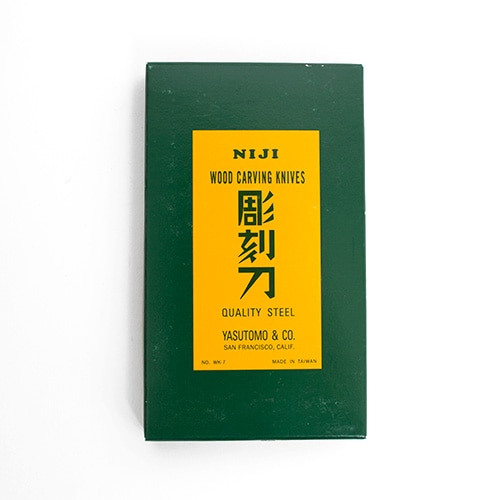 NIJI
WOOD CARVING KNIVES
彫刻刀
QUALITY STEEL
YASUTOMO & CO.
SAN FRANCISCO, CALIF.
NO. WK-7 MADE IN TAIWAN